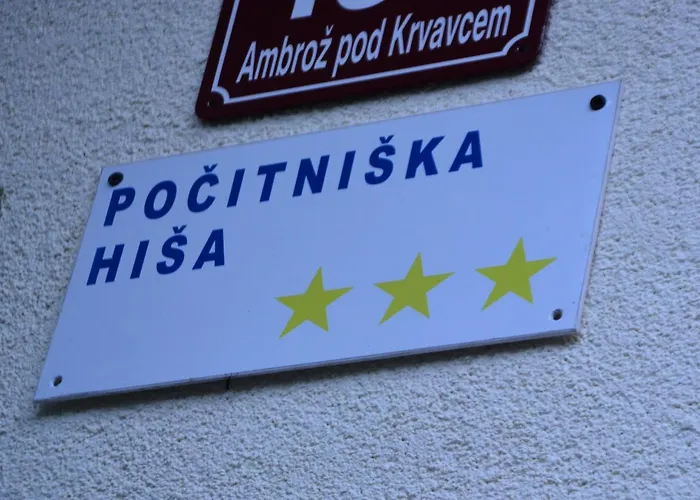 Ambrož pod Krvavcem
POČITNIŠKA
HIŠA